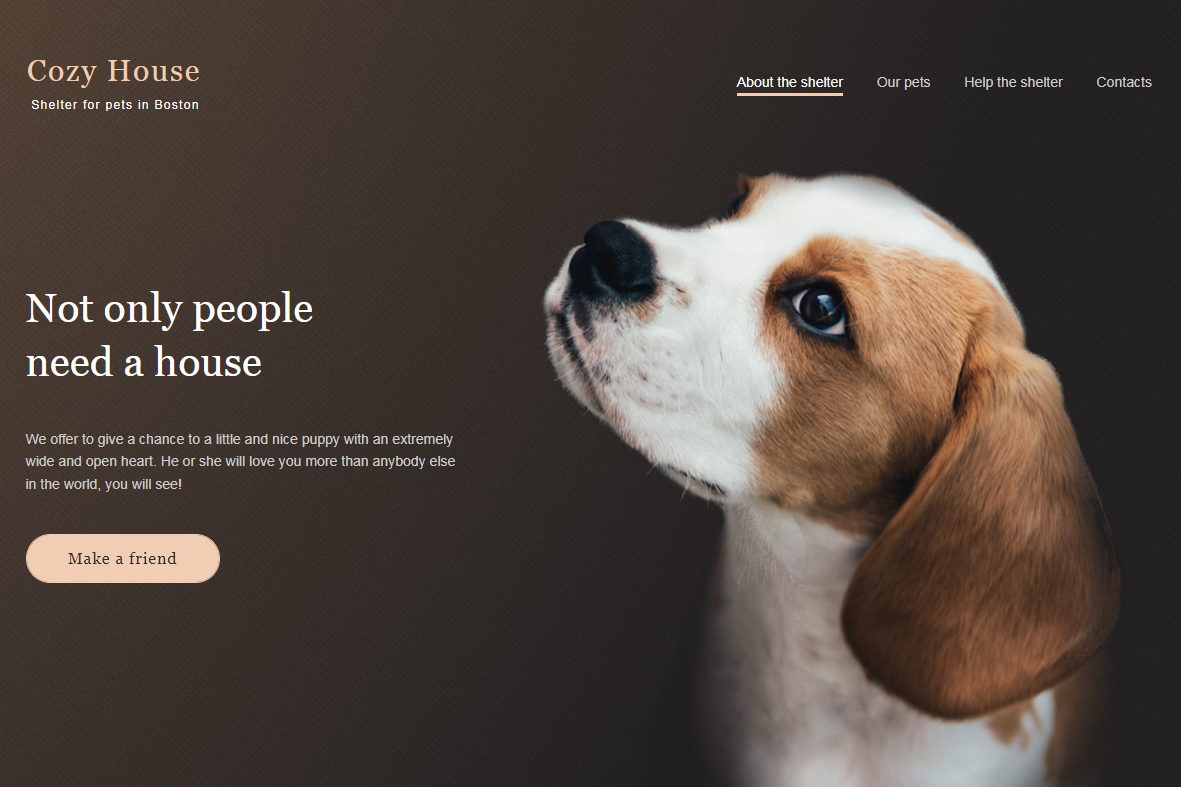 Cozy House
Shelter for pets in Boston
About the shelter
Our pets
Help the shelter
Contacts
Not only people
need a house
We offer to give a chance to a little and nice puppy with an extremely
wide and open heart. He or she will love you more than anybody else
in the world, you will see!
Make a friend